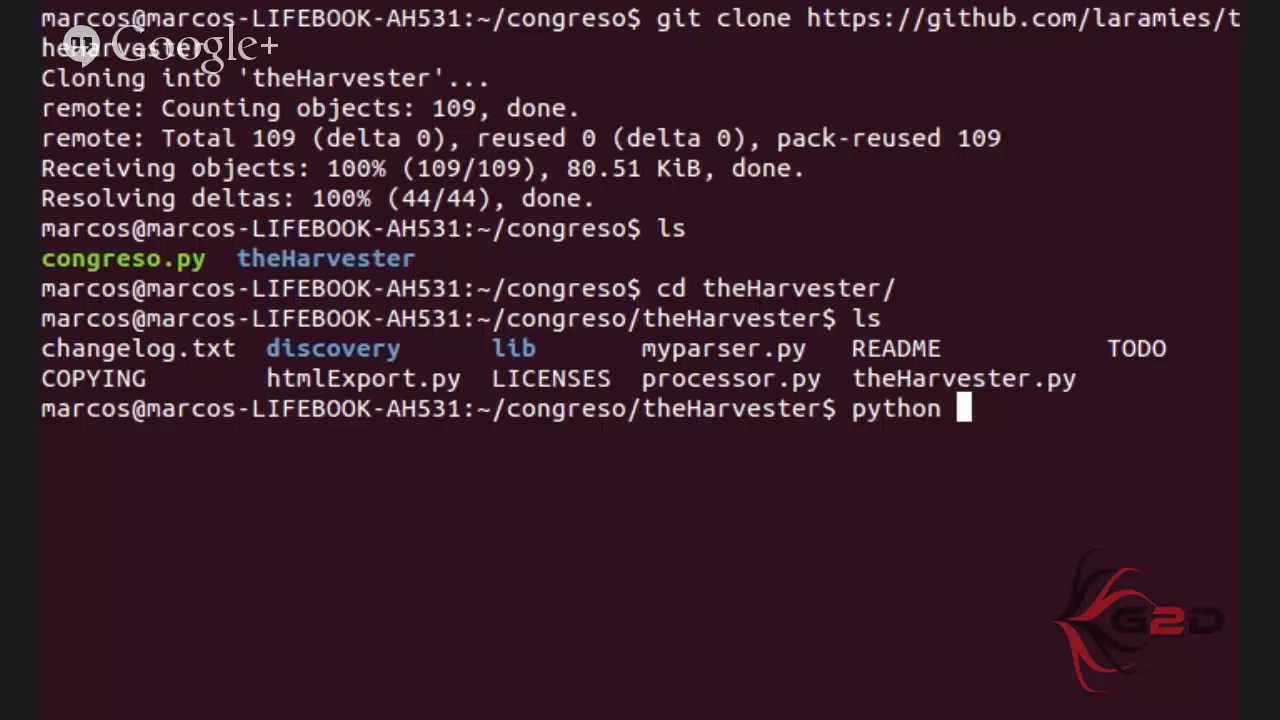 marcos@marcos-LIFEBOOK-AH531:~/congreso$ git clone https://github.com/laramies/t
heHarvester
Google+
Cloning into 'theHarvester'...
remote: Counting objects: 109, done.
remote: Total 109 (delta 0), reused 0 (delta 0), pack-reused 109
Receiving objects: 100% (109/109), 80.51 KiB, done.
Resolving deltas: 100% (44/44), done.
marcos@marcos-LIFEBOOK-AH531:~/congreso$ ls
congreso.py theHarvester
marcos@marcos-LIFEBOOK-AH531:~/congreso$ cd theHarvester/
marcos@marcos-LIFEBOOK-AH531:~/congreso/theHarvester$ ls
changelog.txt discovery lib myparser.py README TODO
COPYING htmlExport.py LICENSES processor.py theHarvester.py
marcos@marcos-LIFEBOOK-AH531:~/congreso/theHarvester$ python
G2D